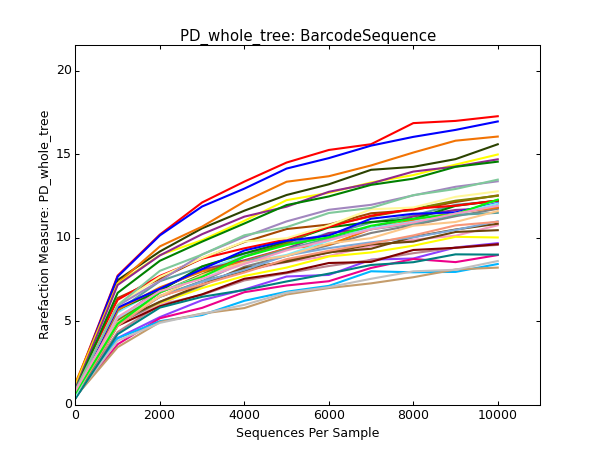 PD_whole_tree: BarcodeSequence
Rarefaction Measure: PD_whole_tree
20
15
10
5
0
0 2000 4000 6000 8000 10000
Sequences Per Sample